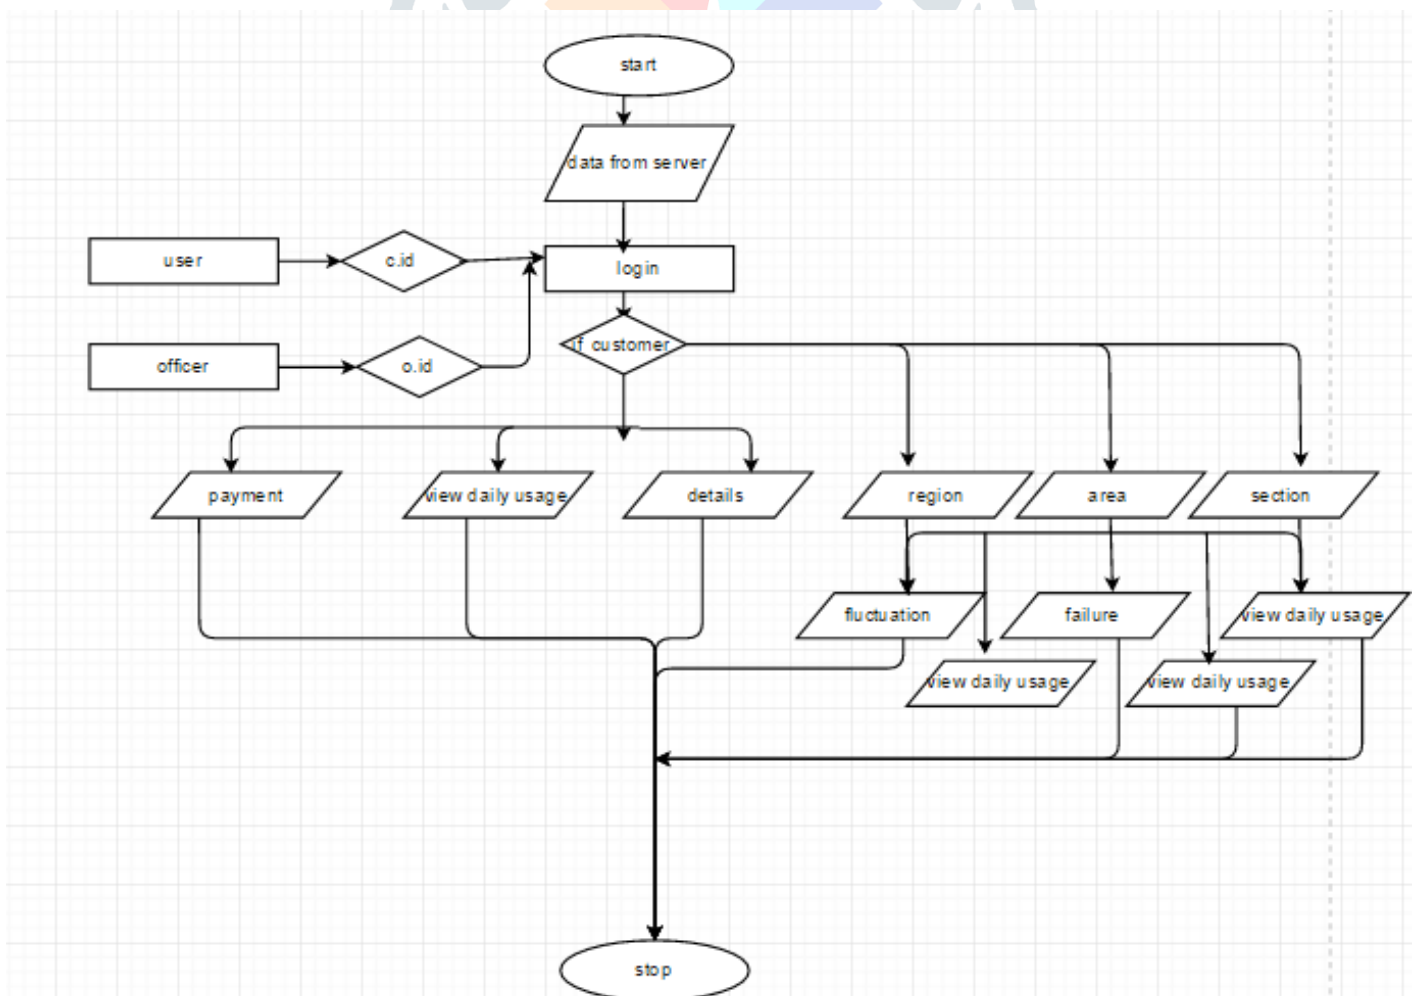 start
data from server
user
c.id
login
officer
o.id
if customer
payment
view daily usage
details
region
area
section
fluctuation
failure
view daily usage
view daily usage
view daily usage
stop